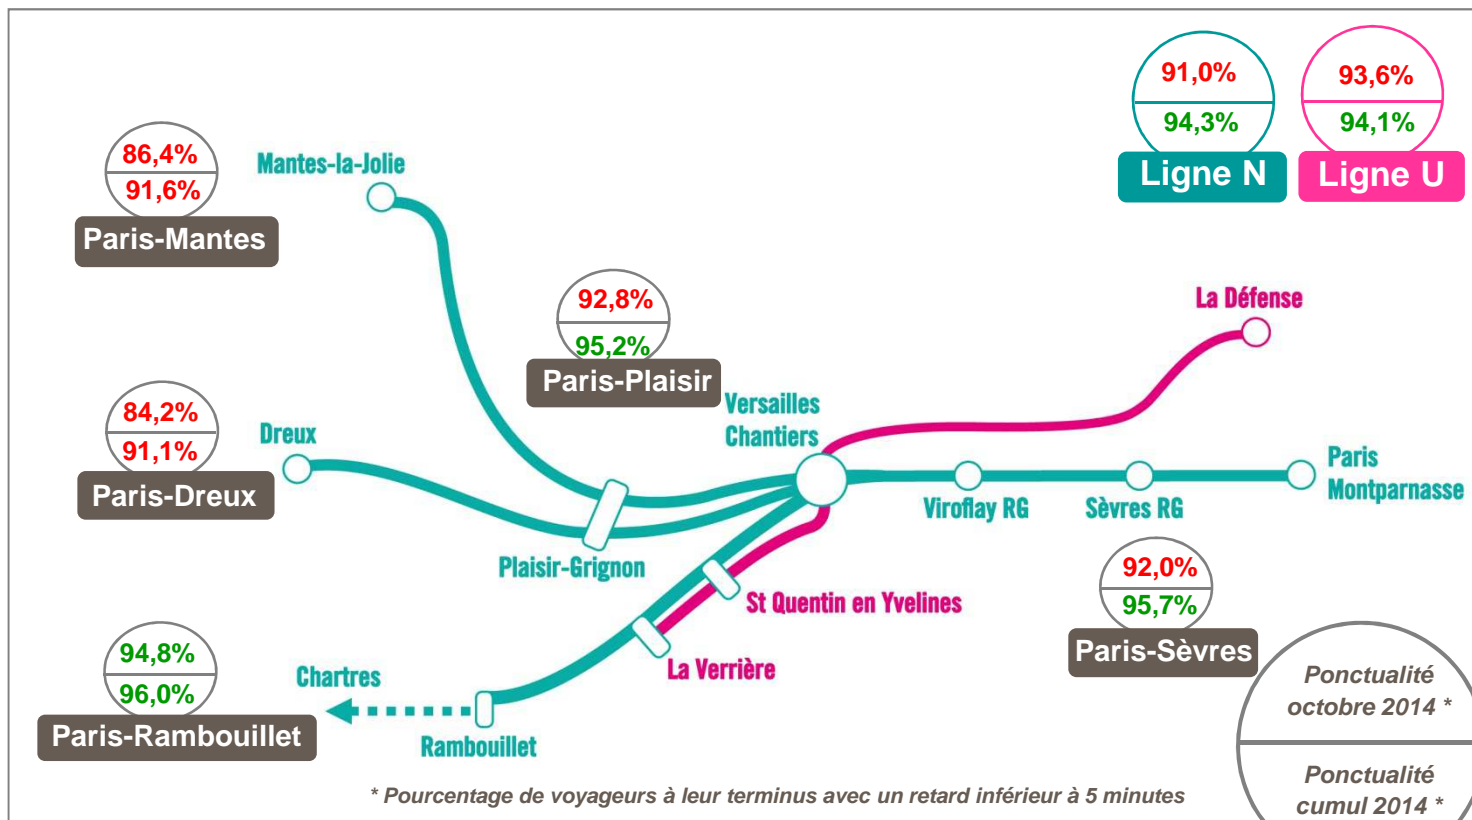 91,0%
94,3%
Ligne N
93,6%
94,1%
Ligne U
86,4%
91,6%
Paris-Mantes
Mantes-la-Jolie
92,8%
95,2%
Paris-Plaisir
La Défense
84,2%
91,1%
Paris-Dreux
Dreux
Versailles
Chantiers
Paris
Montparnasse
Viroflay RG
Sèvres RG
Plaisir-Grignon
St Quentin en Yvelines
92,0%
95,7%
Paris-Sèvres
94,8%
96,0%
Paris-Rambouillet
Chartres
La Verrière
Rambouillet
Ponctualité
octobre 2014 *
Ponctualité
cumul 2014 *
* Pourcentage de voyageurs à leur terminus avec un retard inférieur à 5 minutes